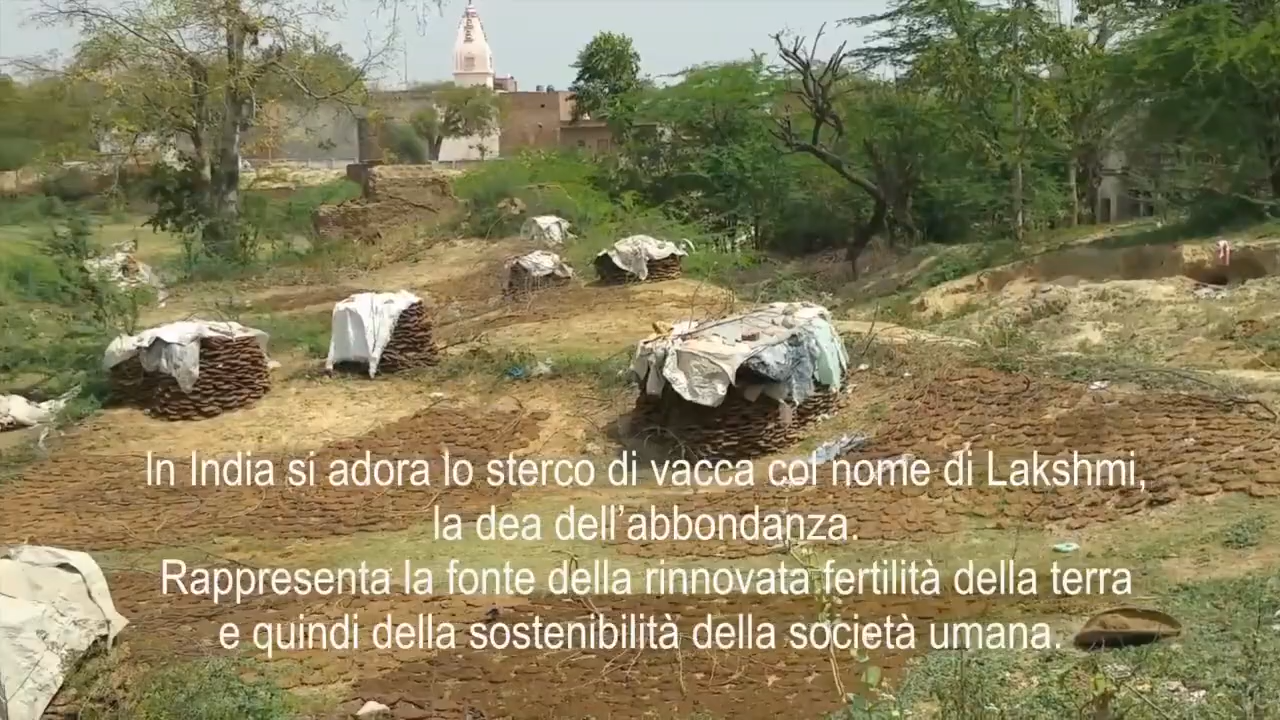 In India si adora lo sterco di vacca col nome di Lakshmi,
la dea dell’abbondanza.
Rappresenta la fonte della rinnovata fertilità della terra
e quindi della sostenibilità della società umana.